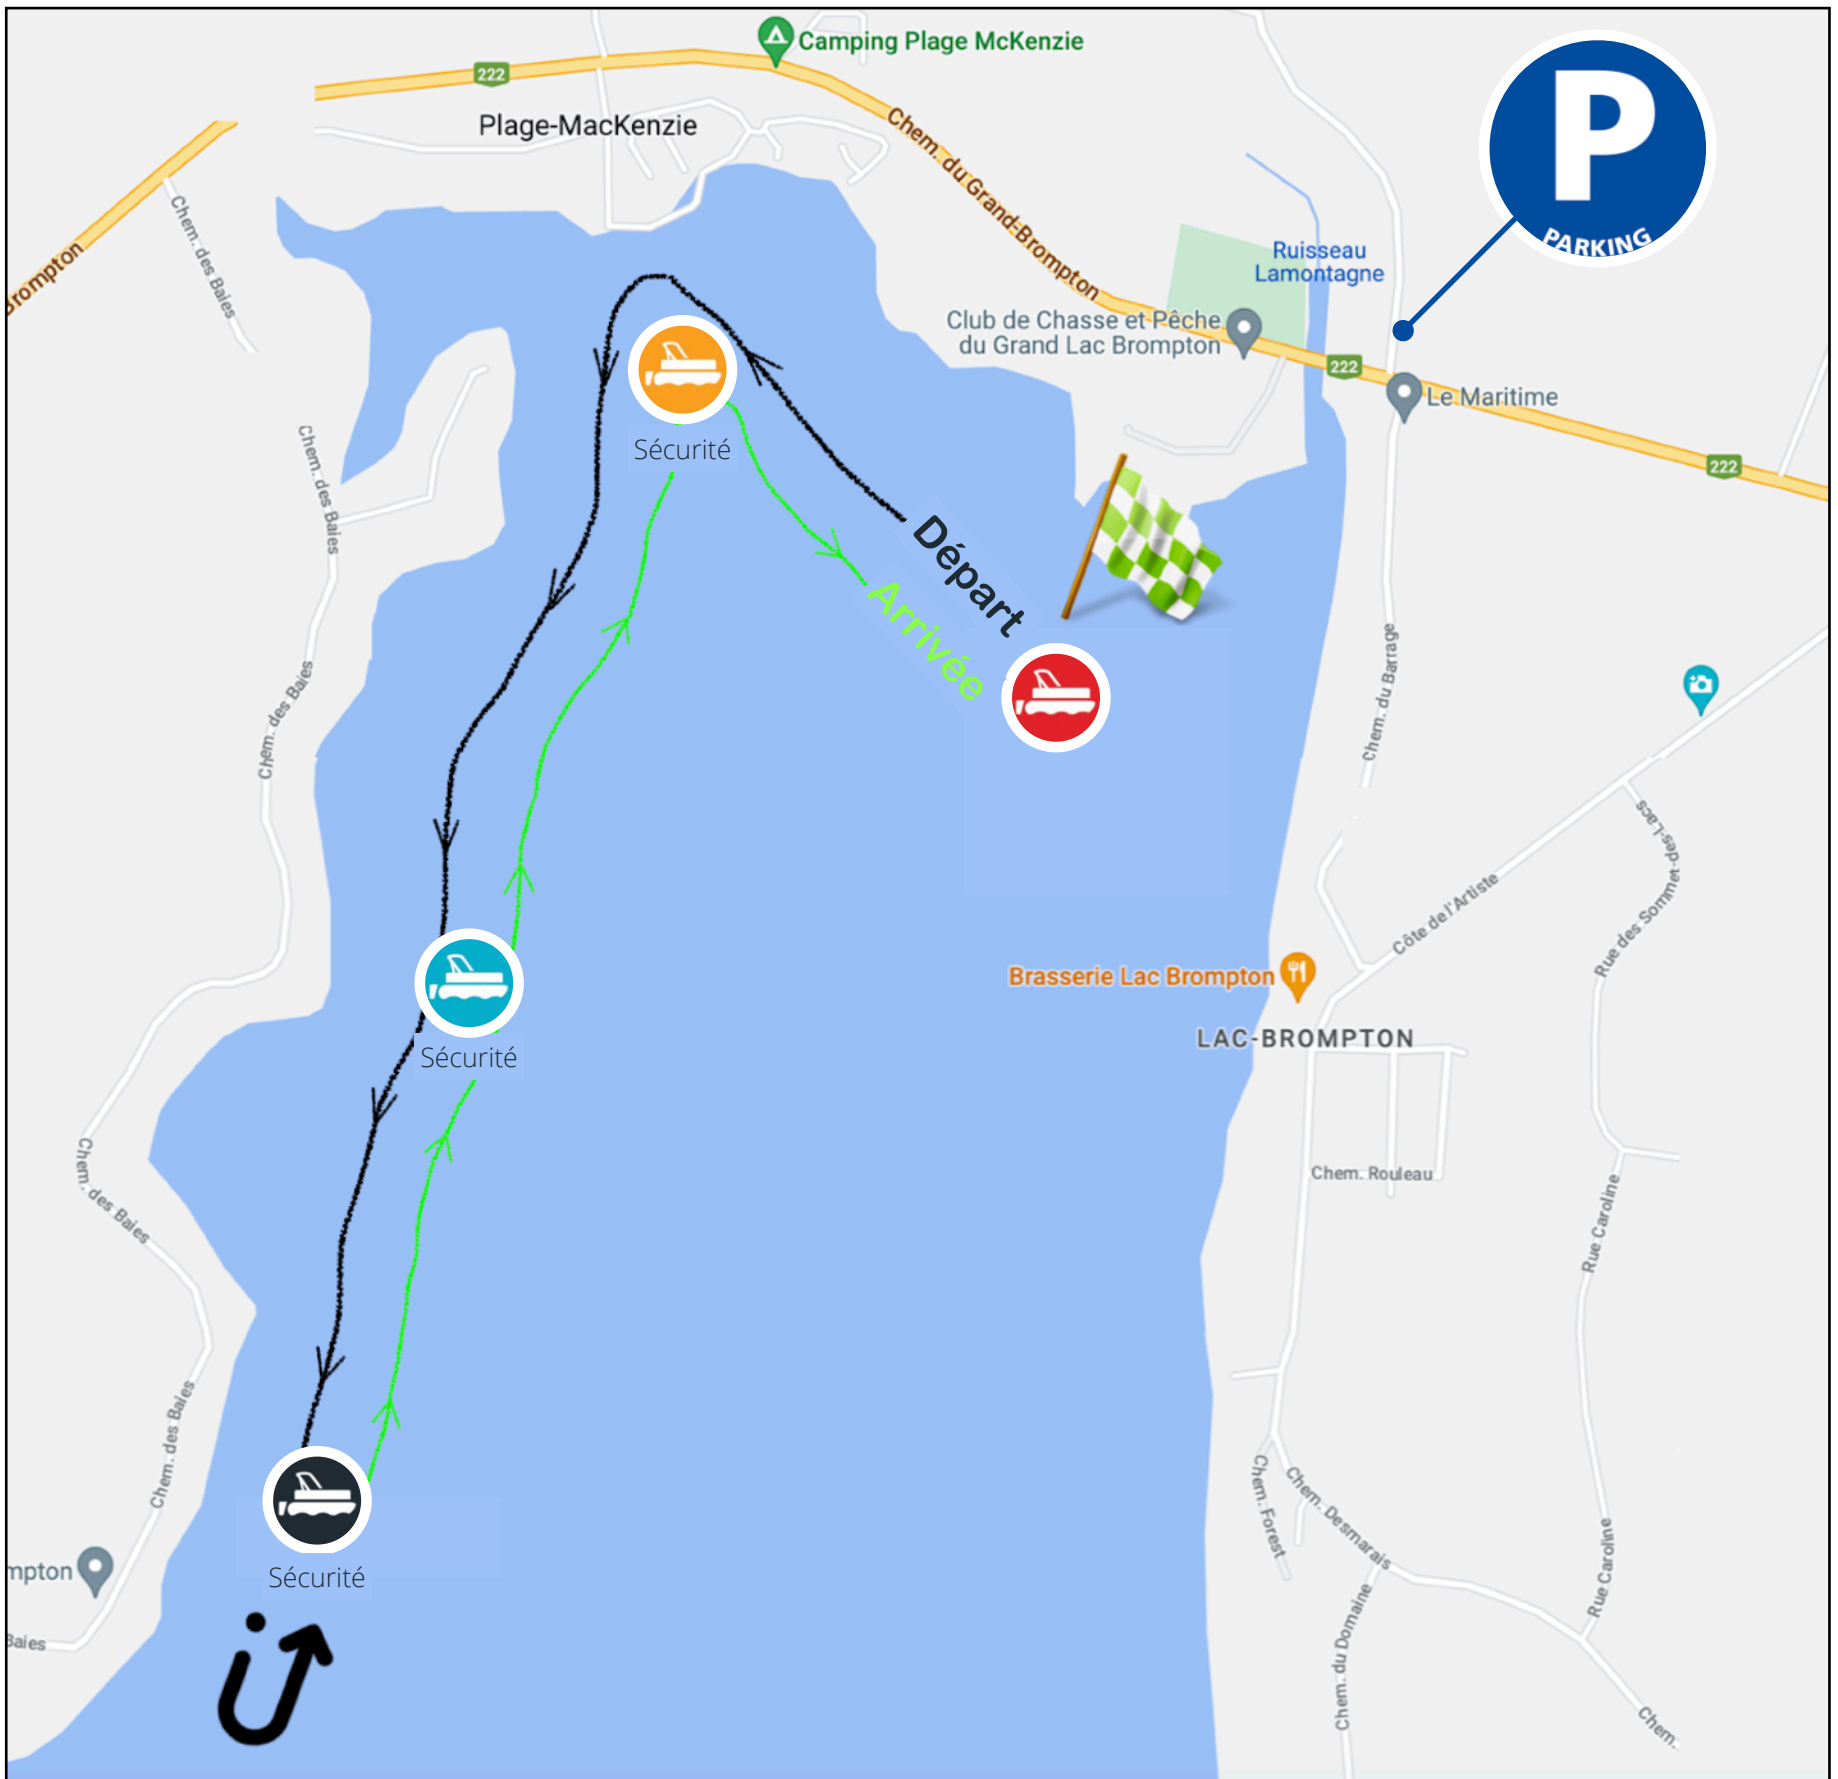 Camping Plage McKenzie
222
Plage-MacKenzie
P
PARKING
Chem. du Grand-Brompton
Brompton
Chem. des Baies
Ruisseau
Lamontagne
Club de Chasse et Pêche
du Grand Lac Brompton
222
Le Maritime
222
Sécurité
Chem. des Baies
Départ
Arrivée
Chem. des Baies
Chem. du Barrage
Rue des Sommet-des-Lacs
Côte de l'Artiste
Brasserie Lac Brompton
LAC-BROMPTON
Sécurité
Chem. des Baies
Chem. Rouleau
Rue Caroline
Chem. des Baies
Chem. Forest
Chem. Desmarais
Rue Caroline
mpton
Sécurité
Baies
Chem. du Domaine
Chem.